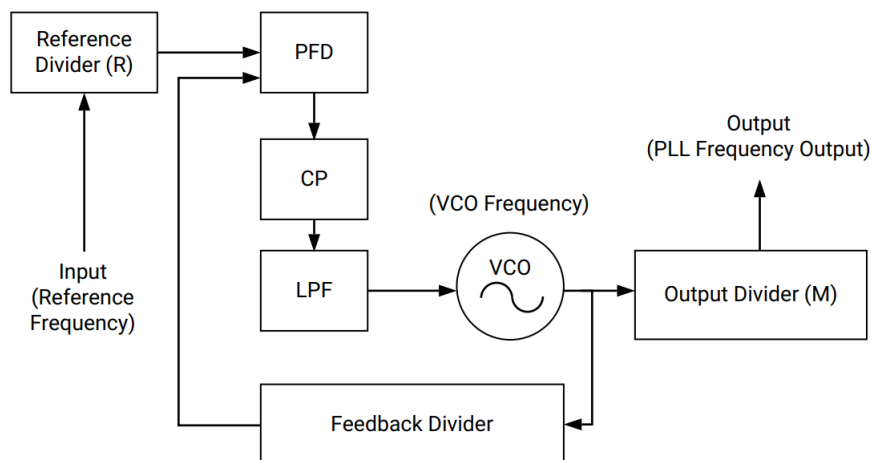 Reference
Divider (R)
PFD
Output
(PLL Frequency Output)
CP
(VCO Frequency)
Input
(Reference
Frequency)
LPF
VCO
Output Divider (M)
Feedback Divider